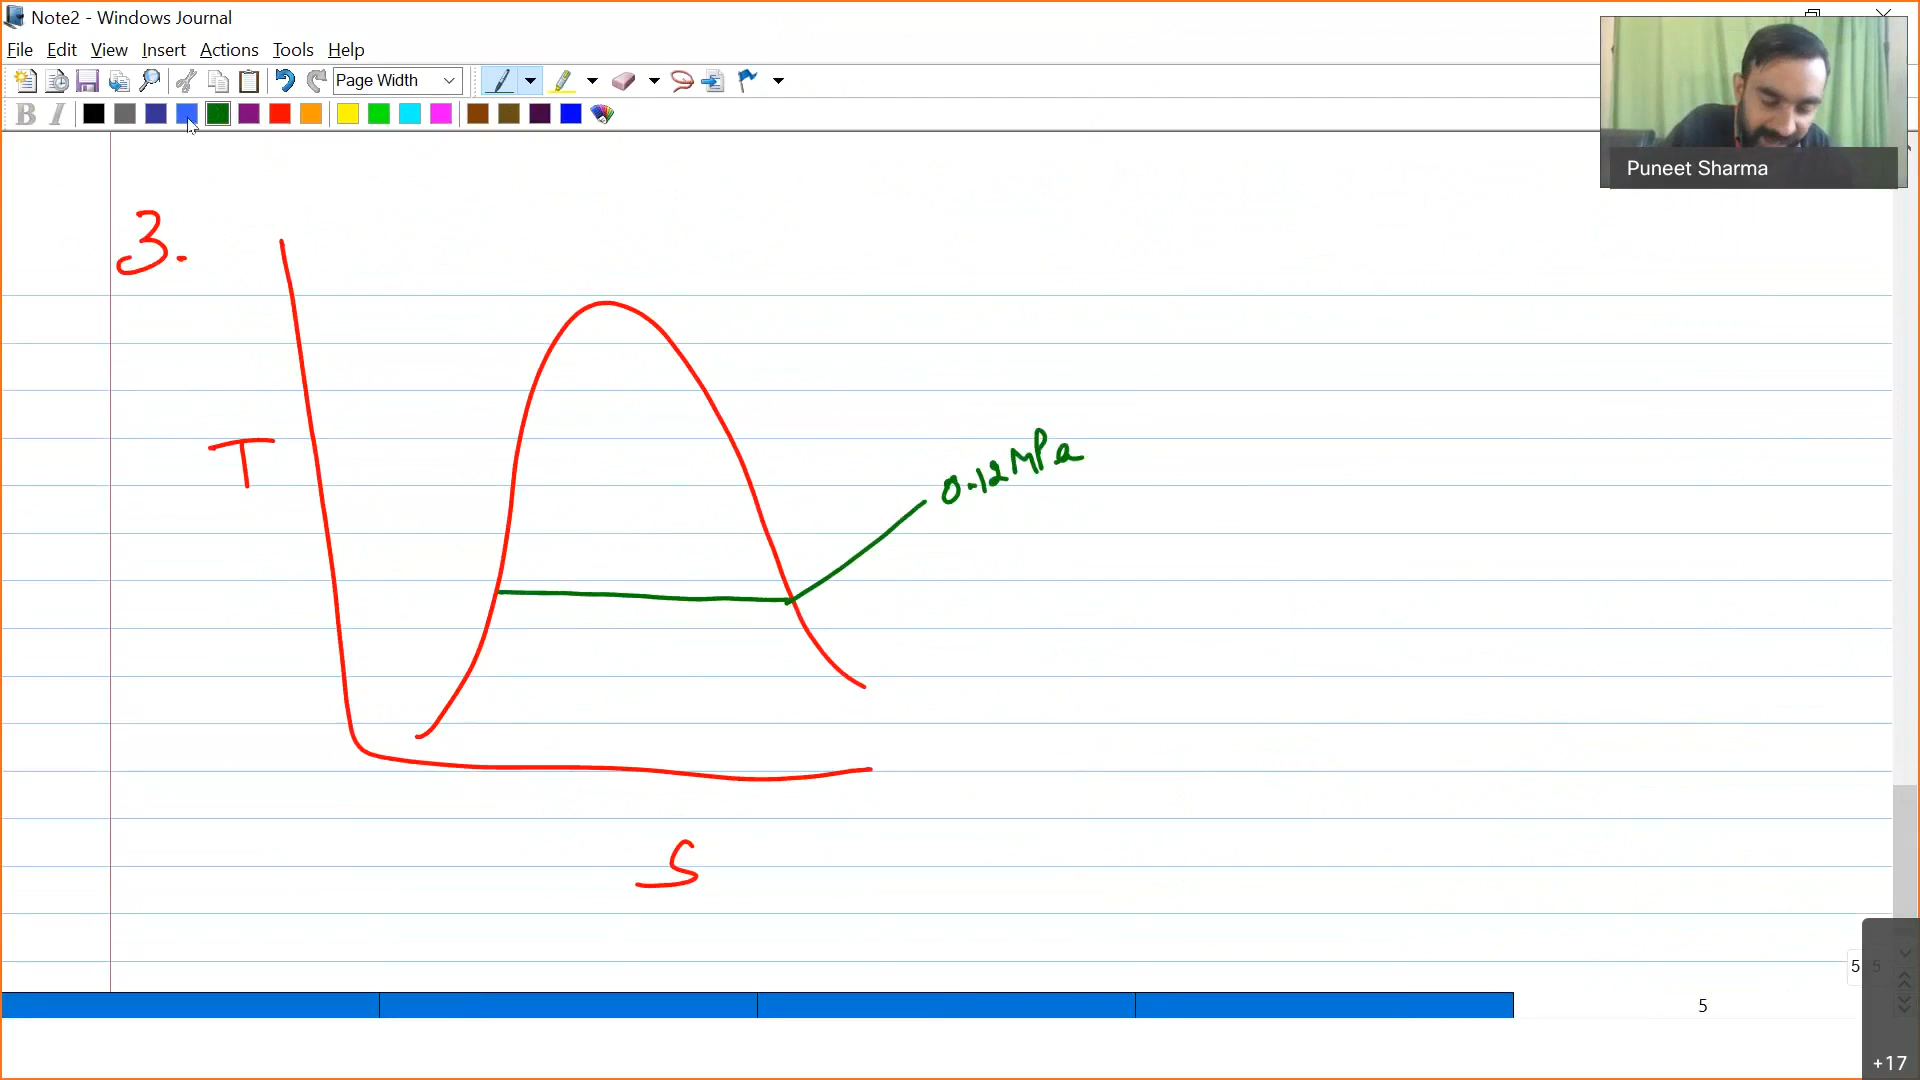 Note2 - Windows Journal
File Edit View Insert Actions Tools Help
Page Width
B I
Puneet Sharma
3.
T
0.12 MPa
S
5 5
5
+17